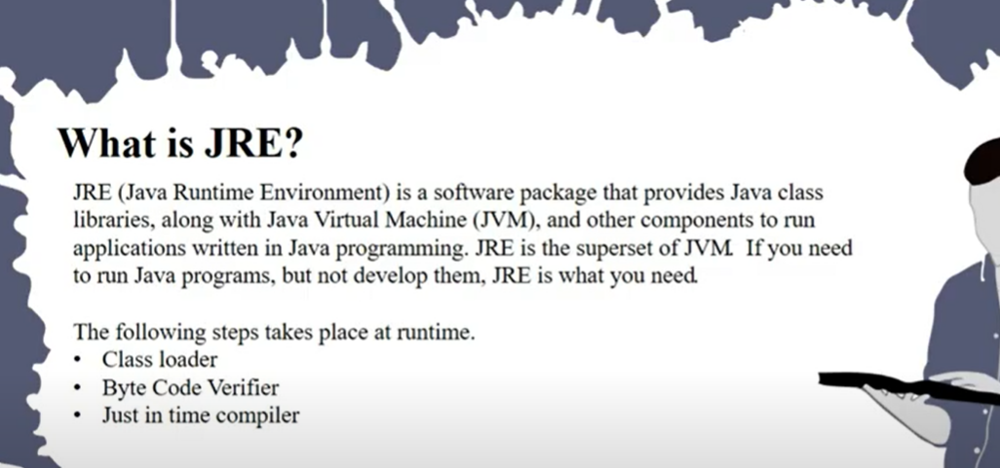 What is JRE?
JRE (Java Runtime Environment) is a software package that provides Java class
libraries, along with Java Virtual Machine (JVM), and other components to run
applications written in Java programming. JRE is the superset of JVM. If you need
to run Java programs, but not develop them, JRE is what you need.
The following steps takes place at runtime.
• Class loader
• Byte Code Verifier
• Just in time compiler